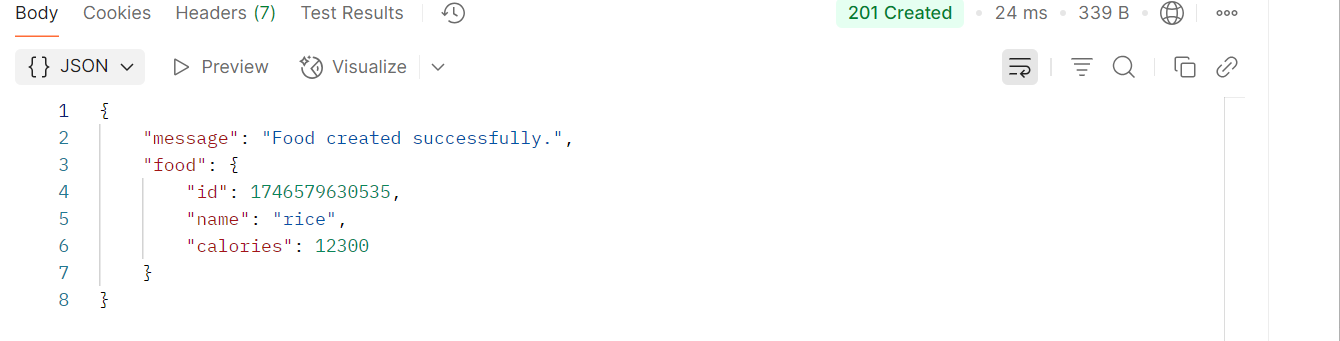 Body Cookies Headers (7) Test Results 201 Created 24 ms 339 B
{} JSON Preview Visualize
1 {
2 "message": "Food created successfully.",
3 "food": {
4 "id": 1746579630535,
5 "name": "rice",
6 "calories": 12300
7 }
8 }